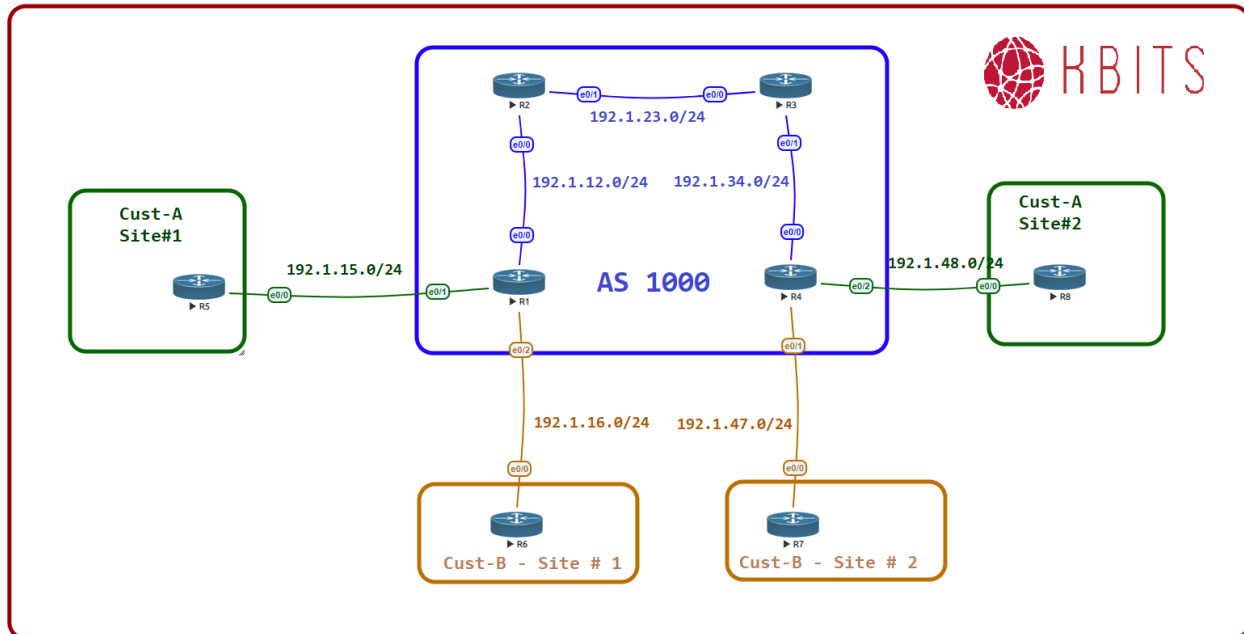 KBITS
R2
e0/1
e0/0
R3
192.1.23.0/24
e0/0
e0/1
192.1.12.0/24
192.1.34.0/24
Cust-A
Site#1
Cust-A
Site#2
e0/0
e0/0
192.1.15.0/24
AS 1000
192.1.48.0/24
R5
e0/0
e0/1
R1
R4
e0/2
e0/0
R8
e0/2
e0/1
192.1.16.0/24
192.1.47.0/24
e0/0
e0/0
R6
R7
Cust-B - Site # 1
Cust-B - Site # 2